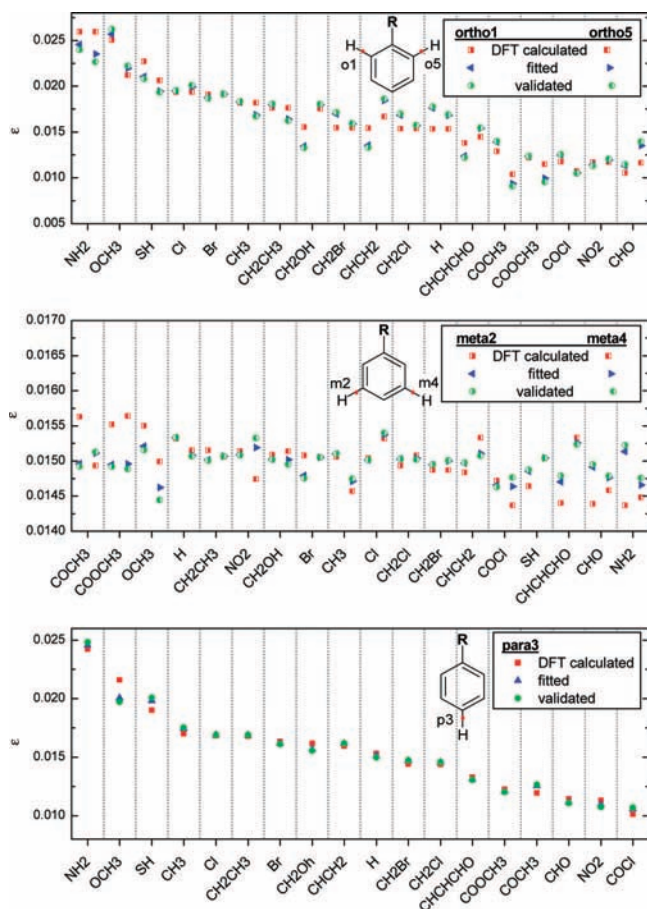 R
H
H
o1
o5
ortho1 ortho5
DFT calculated
fitted
validated
ε
0.025
0.020
0.015
0.010
0.005
NH2 OCH3 SH Cl Br CH3 CH2CH3 CH2OH CH2Br CHCH2 CH2Cl H CHCHCHO COCH3 COOCH3 COCl NO2 CHO
R
m2
m4
H
H
meta2 meta4
DFT calculated
fitted
validated
ε
0.0170
0.0165
0.0160
0.0155
0.0150
0.0145
0.0140
COCH3 COOCH3 OCH3 H CH2CH3 NO2 CH2OH Br CH3 Cl CH2Cl CH2Br CHCH2 COCl SH CHCHCHO CHO NH2
R
p3
H
para3
DFT calculated
fitted
validated
ε
0.025
0.020
0.015
0.010
NH2 OCH3 SH CH3 Cl CH2CH3 Br CH2Oh CHCH2 H CH2Br CH2Cl CHCHCHO COOCH3 COCH3 CHO NO2 COCl